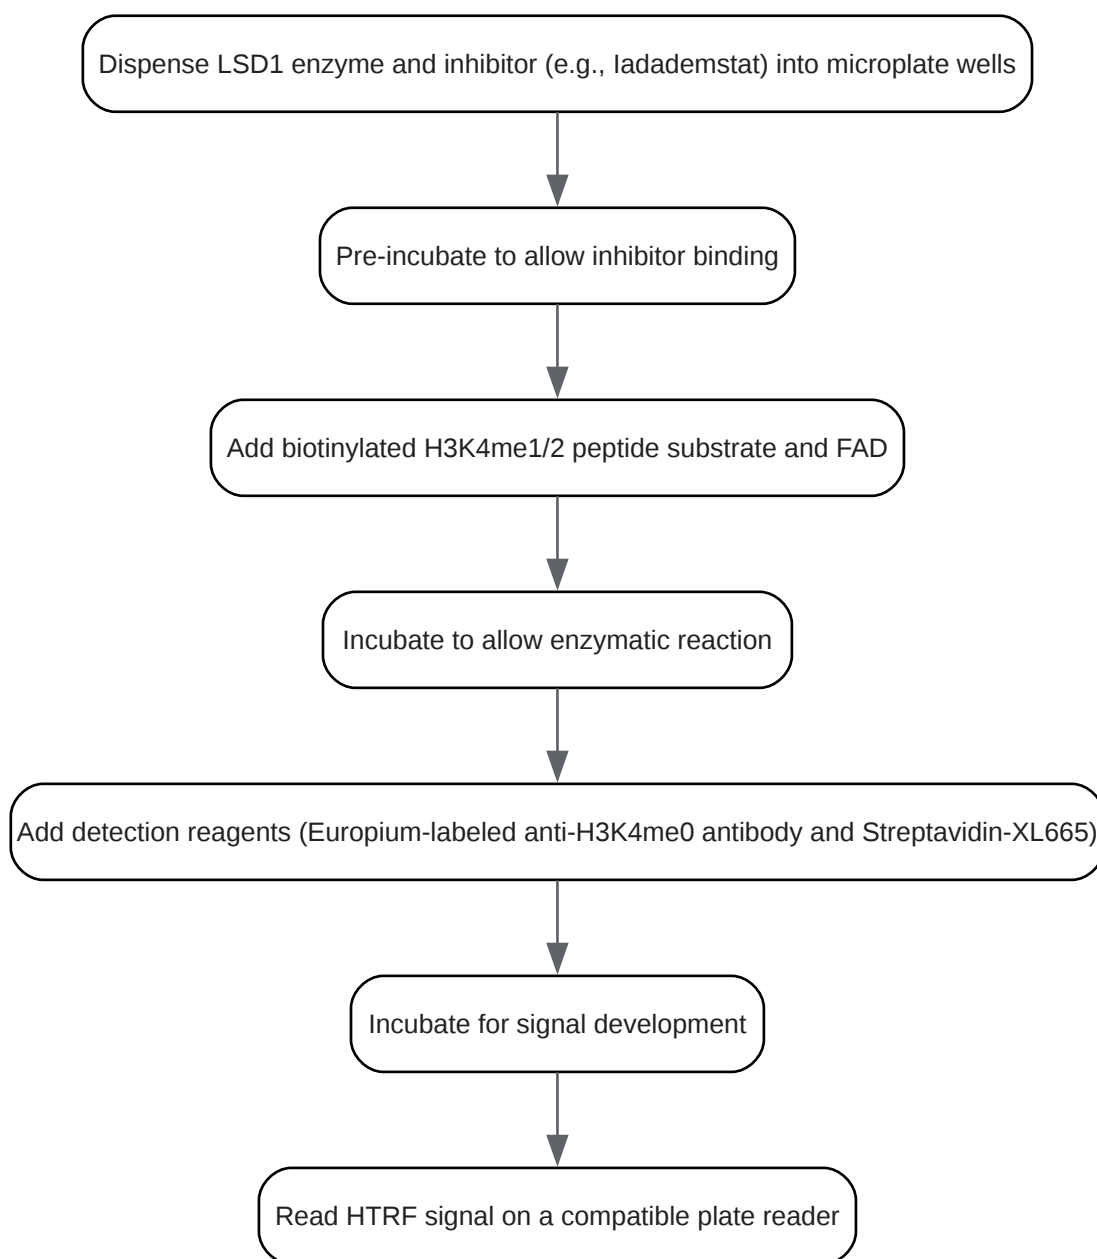 Dispense LSD1 enzyme and inhibitor (e.g., Iadademstat) into microplate wells
Pre-incubate to allow inhibitor binding
Add biotinylated H3K4me1/2 peptide substrate and FAD
Incubate to allow enzymatic reaction
Add detection reagents (Europium-labeled anti-H3K4me0 antibody and Streptavidin-XL665)
Incubate for signal development
Read HTRF signal on a compatible plate reader